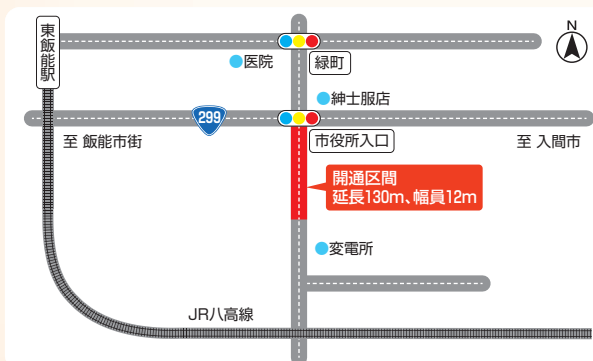 東飯能駅
N
医院
緑町
紳士服店
299
至 飯能市街
市役所入口
至 入間市
開通区間
延長130m、幅員12m
変電所
JR八高線